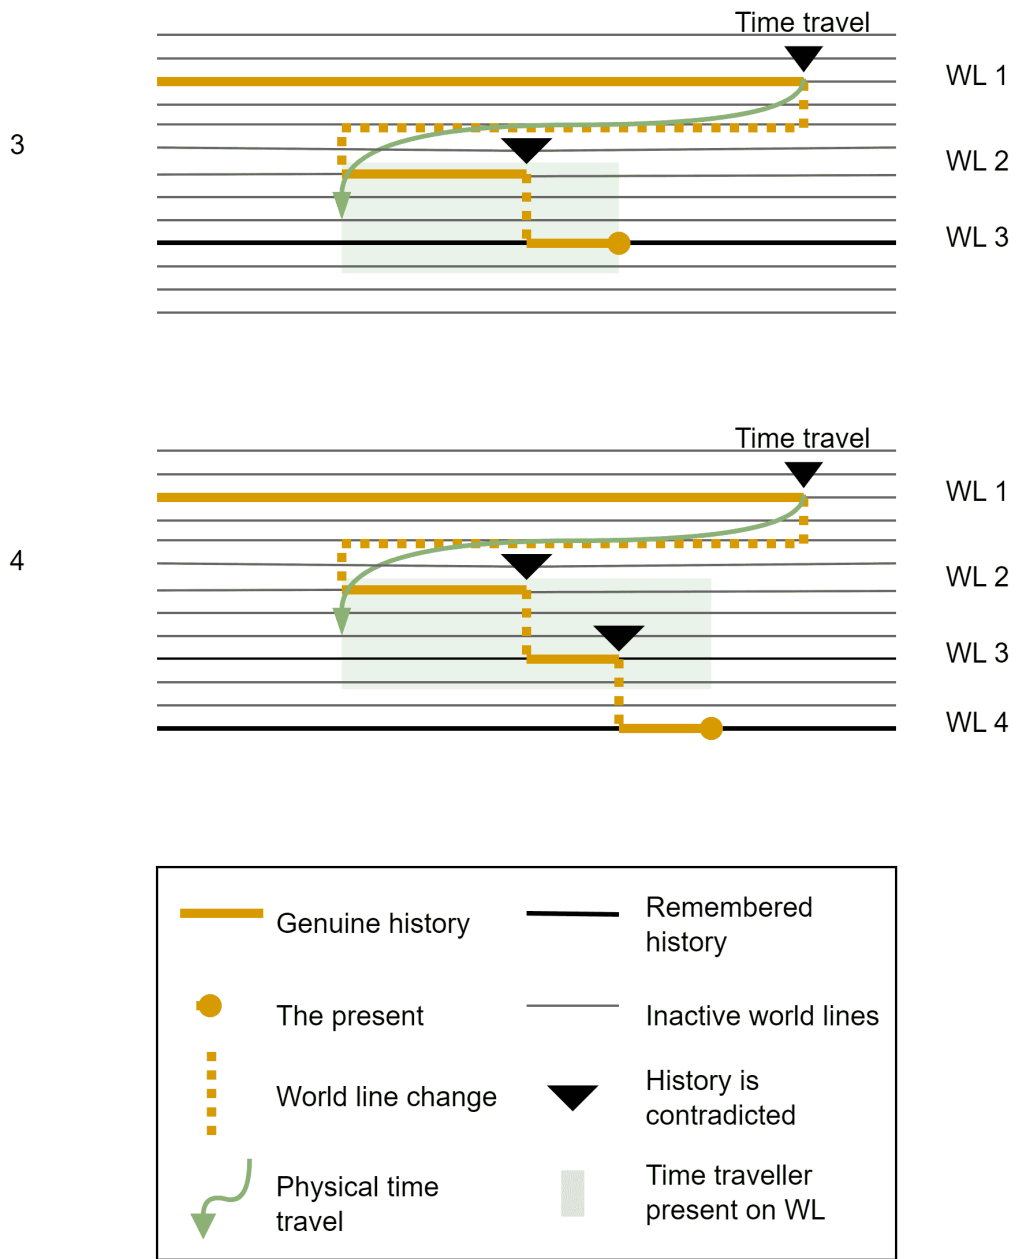 Time travel
WL 1
3
WL 2
WL 3
Time travel
WL 1
4
WL 2
WL 3
WL 4
Genuine history
Remembered
history
The present
Inactive world lines
World line change
History is
contradicted
Physical time
travel
Time traveller
present on WL